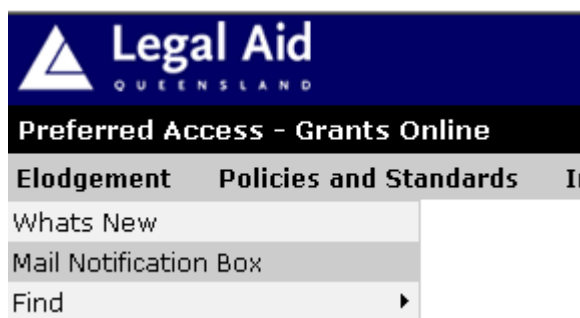 Legal Aid
QUEENSLAND
Preferred Access - Grants Online
Elodgement Policies and Standards
Whats New
Mail Notification Box
Find